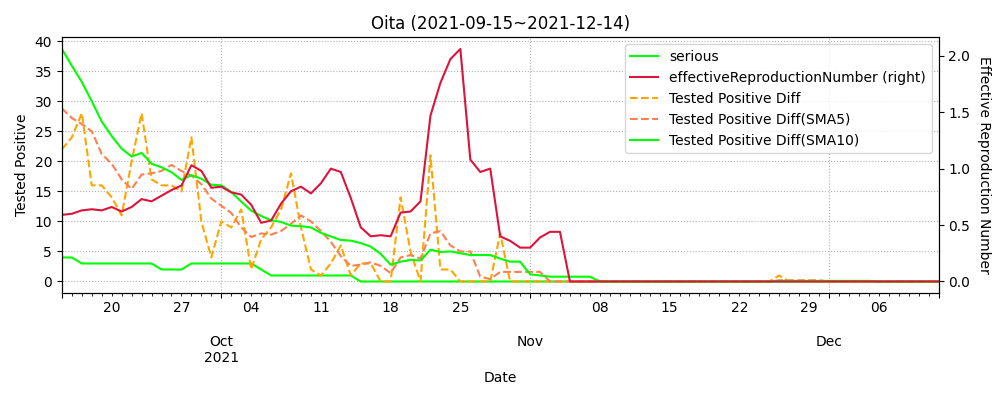 Oita (2021-09-15~2021-12-14)
40
35
30
25
20
15
10
5
0
Tested Positive
2.0
1.5
1.0
0.5
0.0
Effective Reproduction Number
serious
effectiveReproductionNumber (right)
Tested Positive Diff
Tested Positive Diff(SMA5)
Tested Positive Diff(SMA10)
20 27 04 11 18 25 08 15 22 29 06
Oct Nov Dec
2021
Date